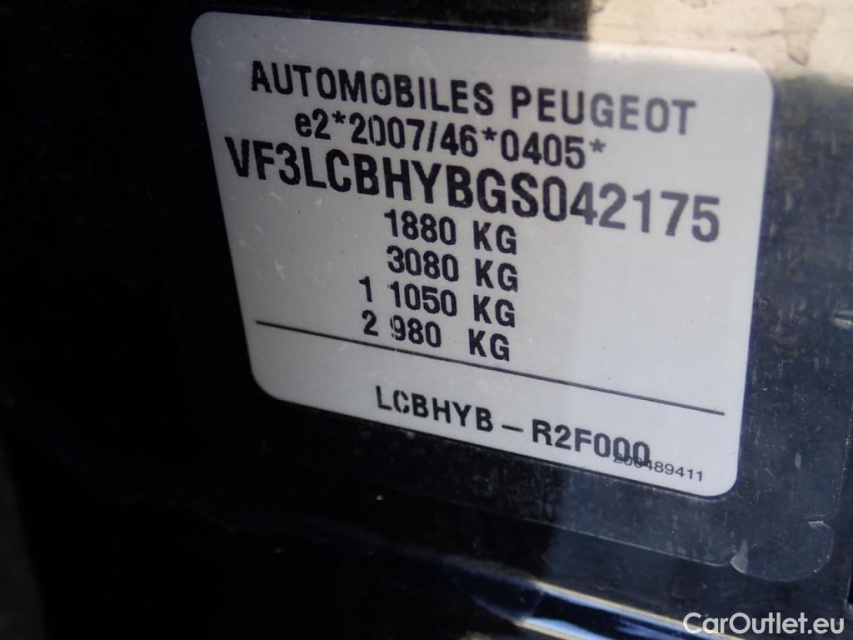 AUTOMOBILES PEUGEOT
e2*2007/46*0405*
VF3LCBHYBGS042175
1880 KG
3080 KG
1 1050 KG
2 980 KG
LCBHYB – R2F000
CarOutlet.eu